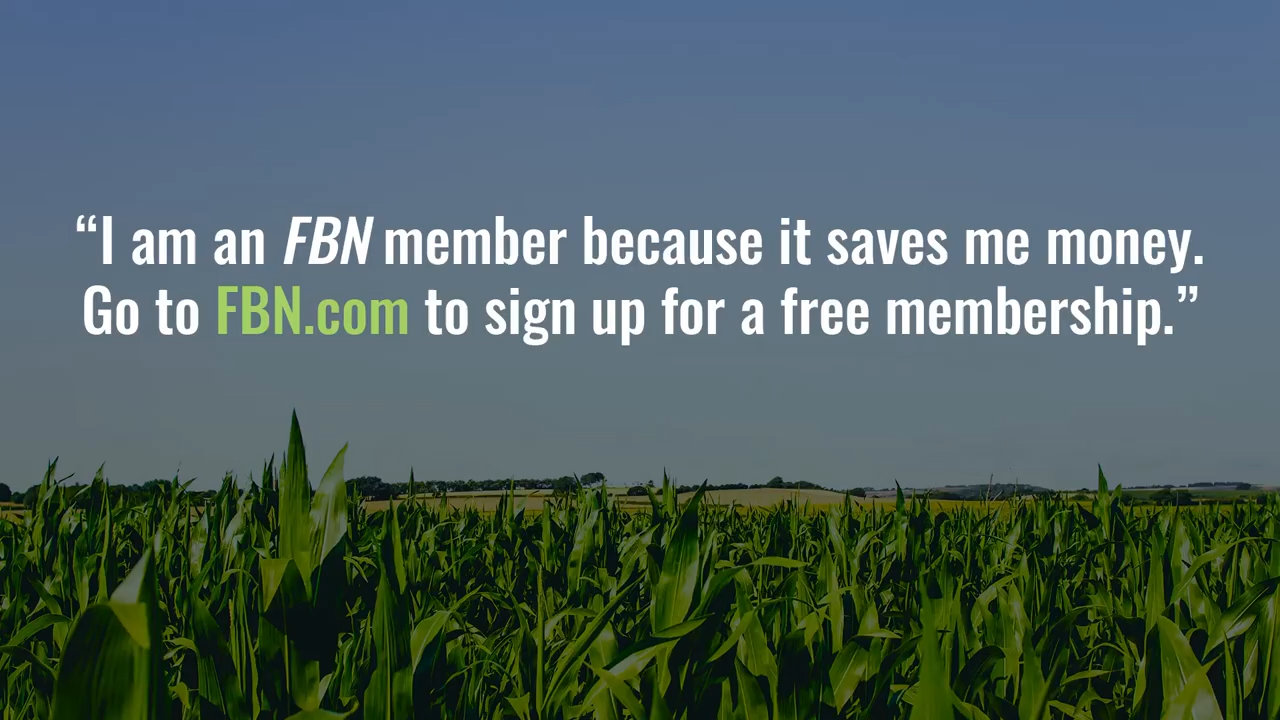 “I am an FBN member because it saves me money.
Go to FBN.com to sign up for a free membership.”